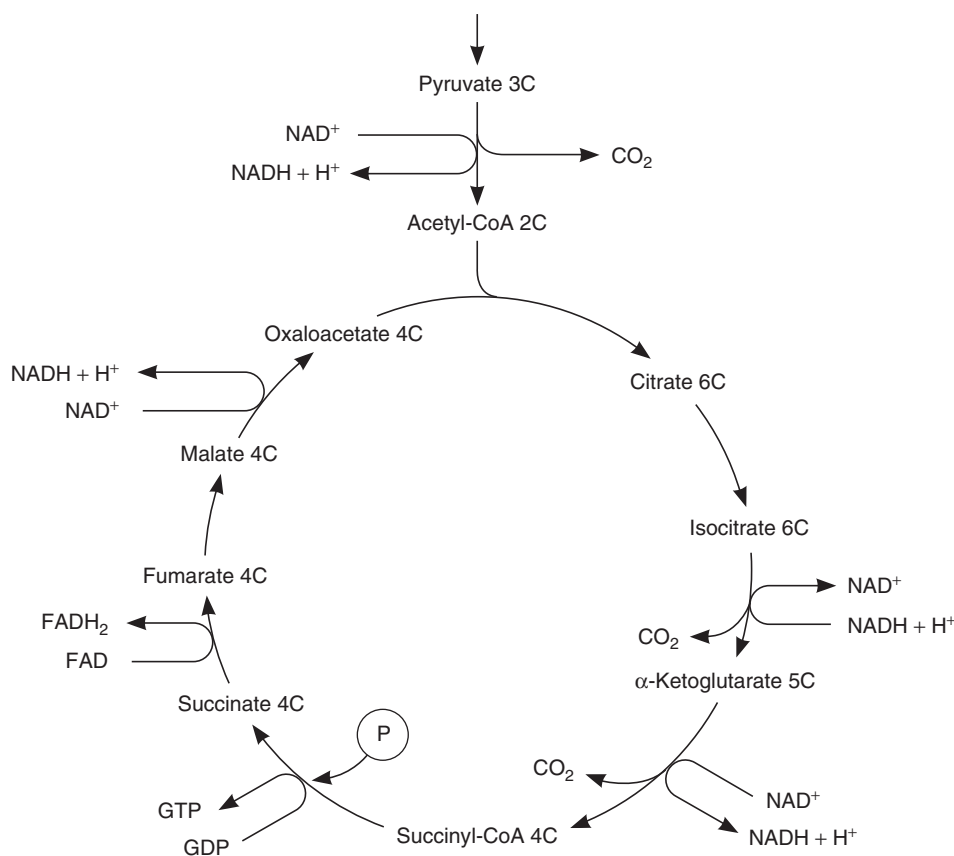 Pyruvate 3C
NAD⁺
NADH + H⁺
CO₂
Acetyl-CoA 2C
Oxaloacetate 4C
NADH + H⁺
NAD⁺
Citrate 6C
Malate 4C
Isocitrate 6C
Fumarate 4C
NAD⁺
FADH₂
NADH + H⁺
CO₂
FAD
α-Ketoglutarate 5C
Succinate 4C
P
CO₂
NAD⁺
GTP
NADH + H⁺
Succinyl-CoA 4C
GDP